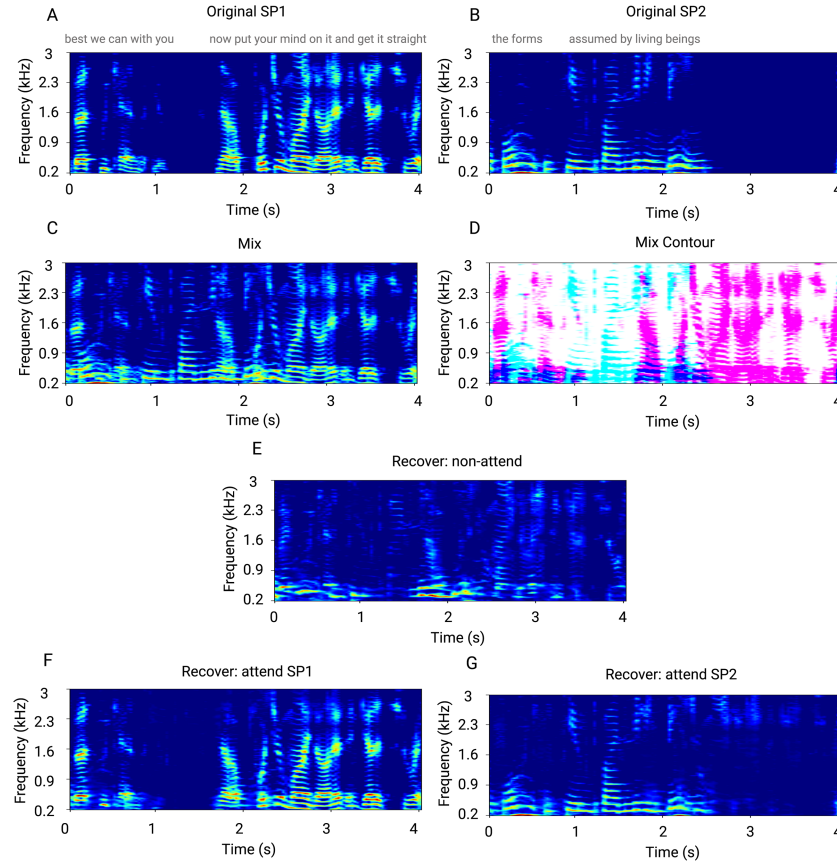 A
Original SP1
best we can with you now put your mind on it and get it straight
Frequency (kHz)
3
2.3
1.6
0.9
0.2
0 1 2 3 4
Time (s)
B
Original SP2
the forms assumed by living beings
Frequency (kHz)
3
2.3
1.6
0.9
0.2
0 1 3 4
Time (s)
C
Mix
Frequency (kHz)
3
2.3
1.6
0.9
0.2
0 1 2 3 4
Time (s)
D
Mix Contour
Frequency (kHz)
3
2.3
1.6
0.9
0.2
0 1 3 4
Time (s)
E
Recover: non-attend
Frequency (kHz)
3
2.3
1.6
0.9
0.2
0 1 2 3 4
Time (s)
F
Recover: attend SP1
Frequency (kHz)
3
2.3
1.6
0.9
0.2
0 1 2 3 4
Time (s)
G
Recover: attend SP2
Frequency (kHz)
3
2.3
1.6
0.9
0.2
0 1 3 4
Time (s)